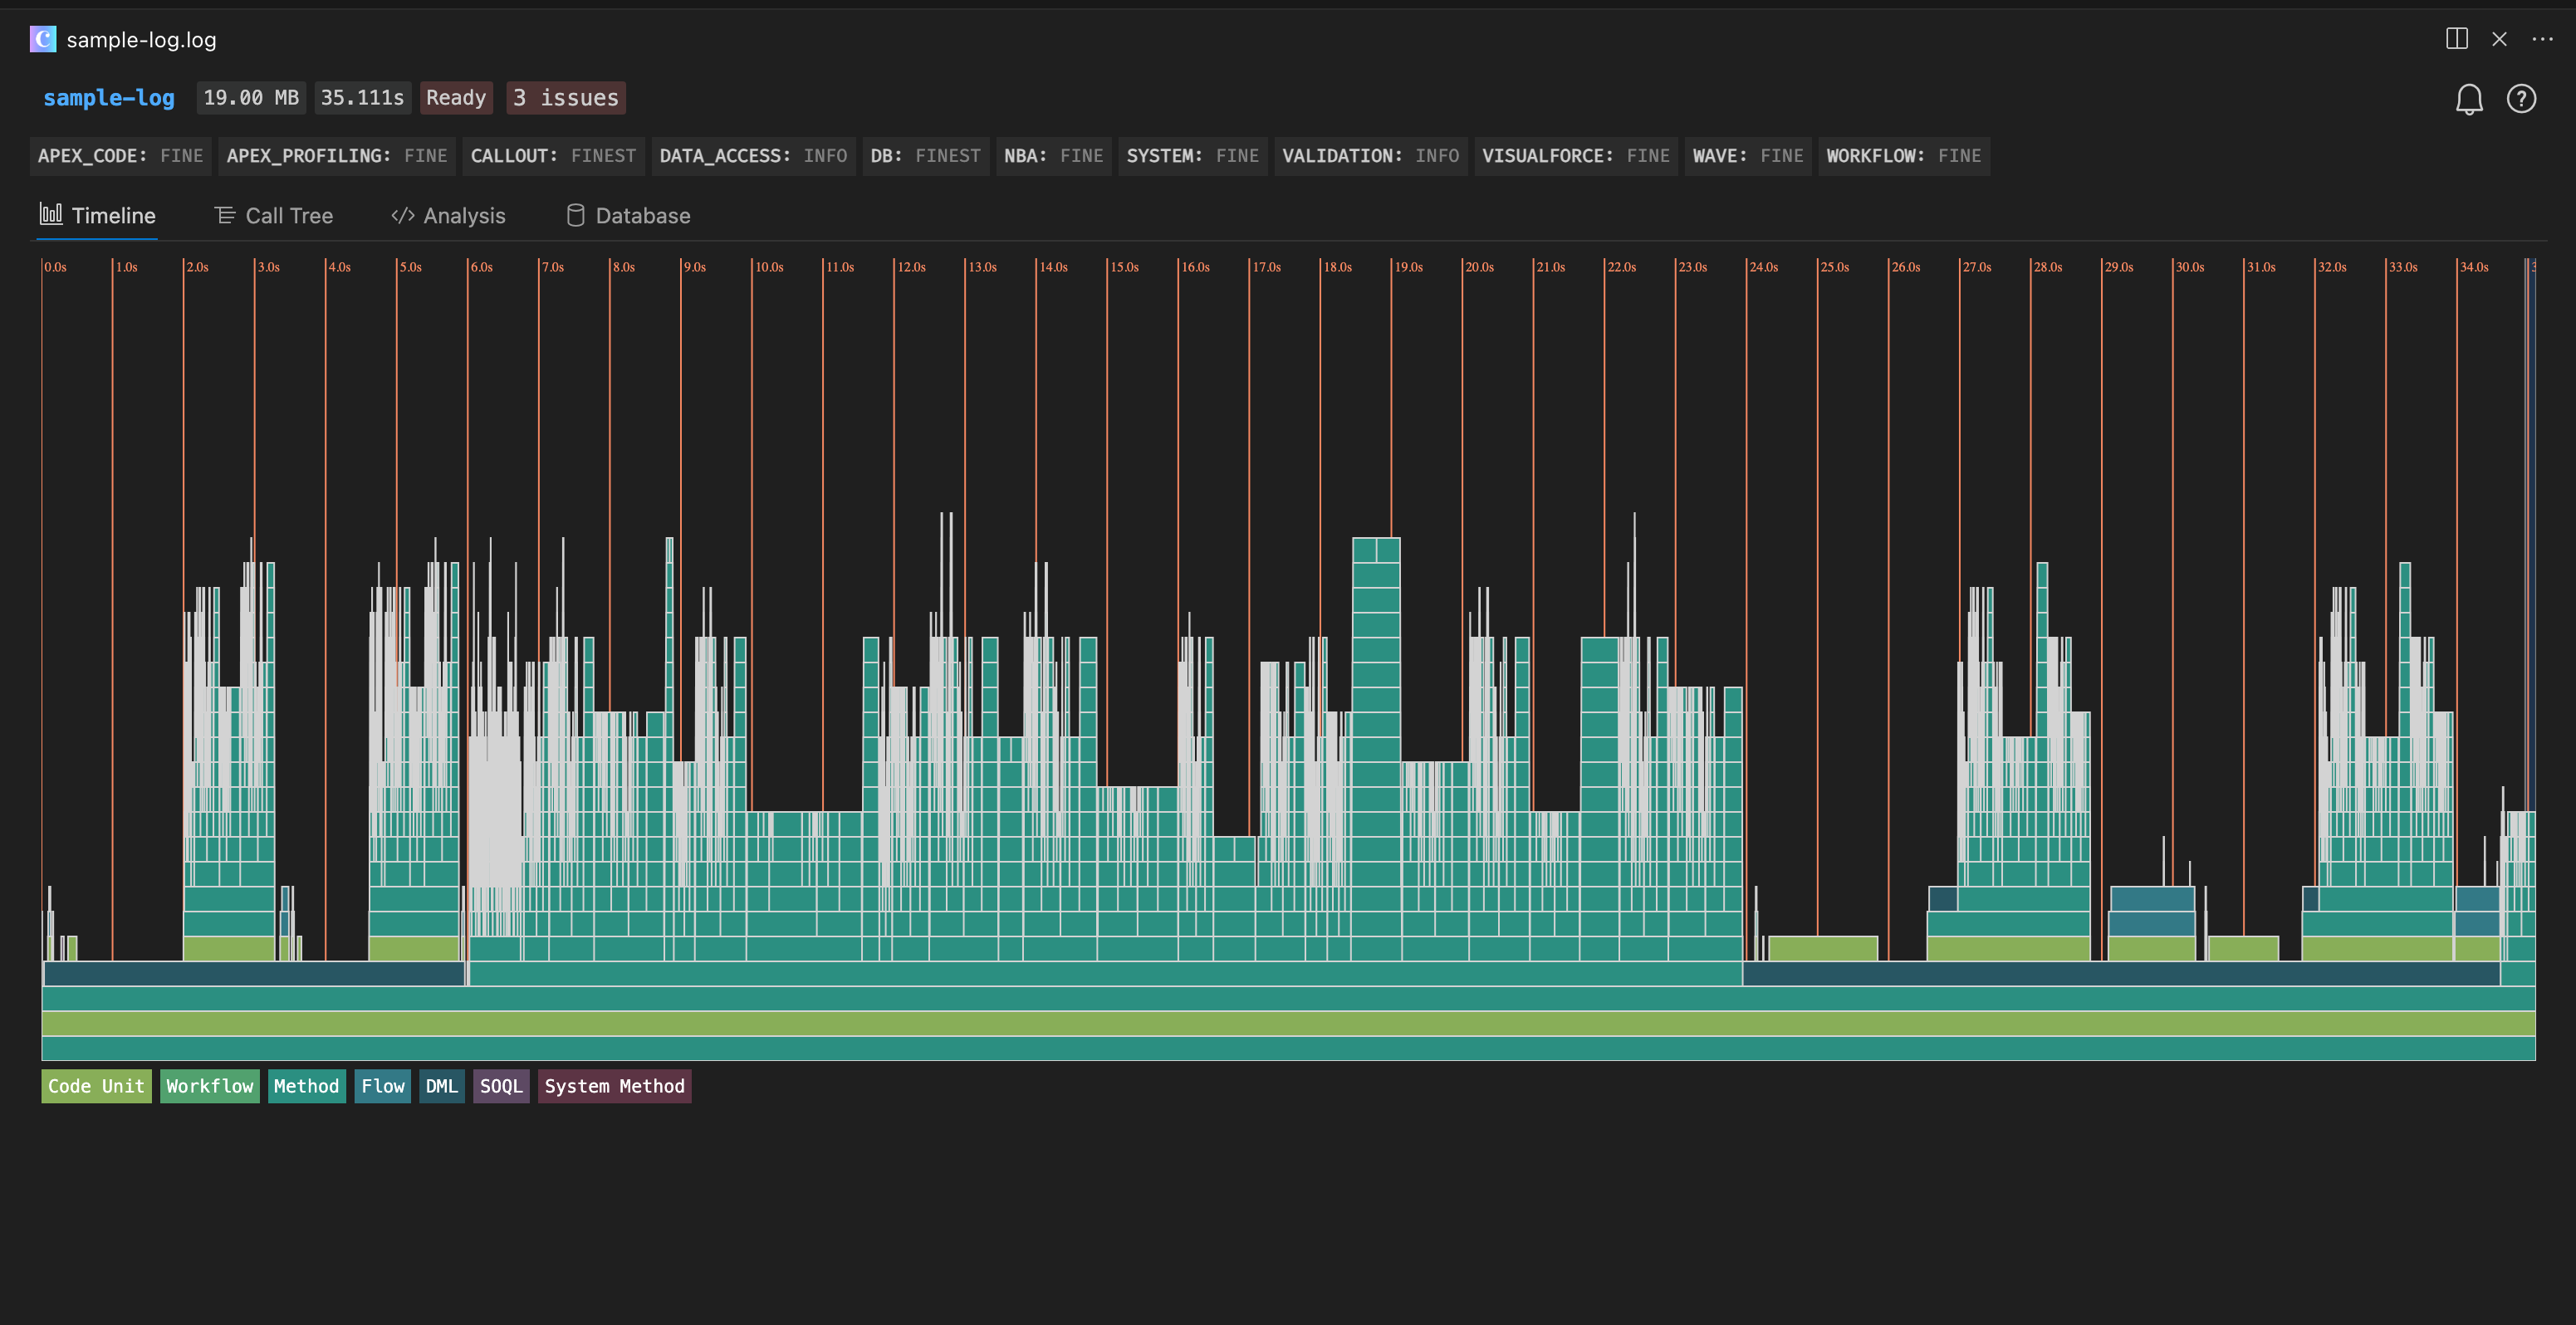 sample-log.log
sample-log 19.00 MB 35.111s Ready 3 issues
APEX_CODE: FINE APEX_PROFILING: FINE CALLOUT: FINEST DATA_ACCESS: INFO DB: FINEST NBA: FINE SYSTEM: FINE VALIDATION: INFO VISUALFORCE: FINE WAVE: FINE WORKFLOW: FINE
Timeline Call Tree Analysis Database
0.0s 1.0s 2.0s 3.0s 4.0s 5.0s 6.0s 7.0s 8.0s 9.0s 10.0s 11.0s 12.0s 13.0s 14.0s 15.0s 16.0s 17.0s 18.0s 19.0s 20.0s 21.0s 22.0s 23.0s 24.0s 25.0s 26.0s 27.0s 28.0s 29.0s 30.0s 31.0s 32.0s 33.0s 34.0s
Code Unit Workflow Method Flow DML SOQL System Method